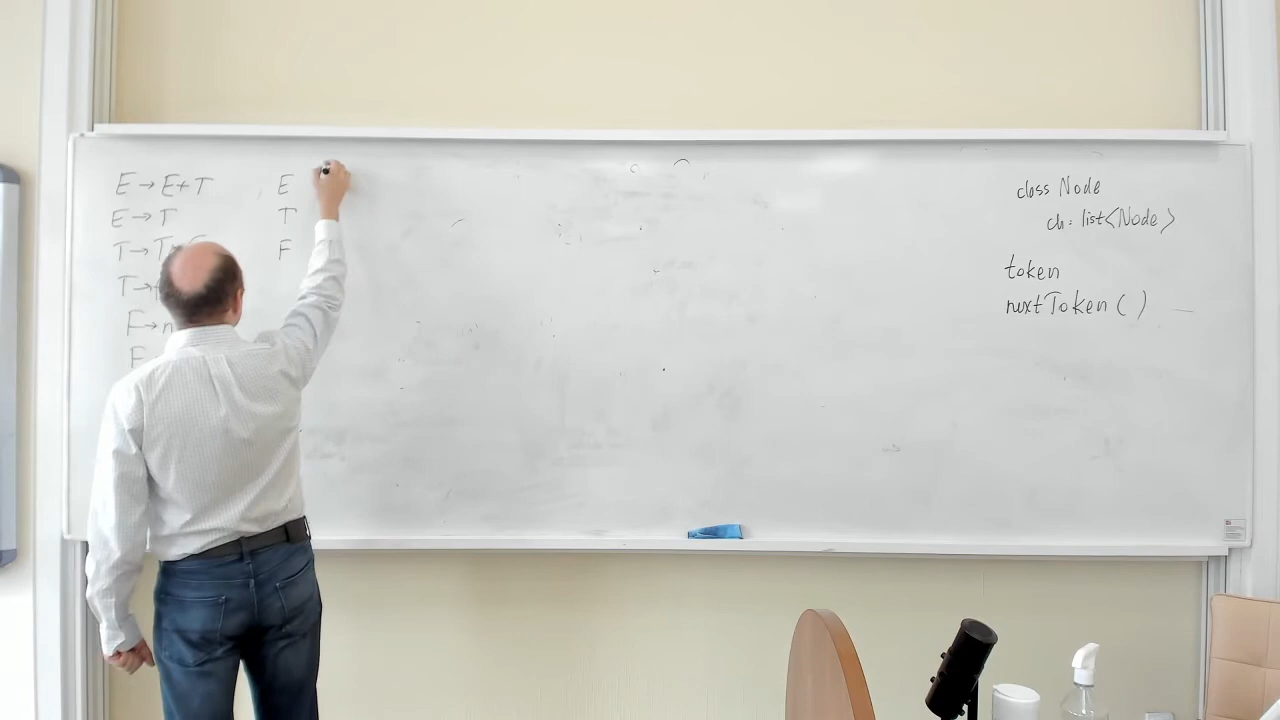 E→E+T
E→T
T→
T→
F→n
F
E
T
F
class Node
ch: list<Node>
token
nextToken()